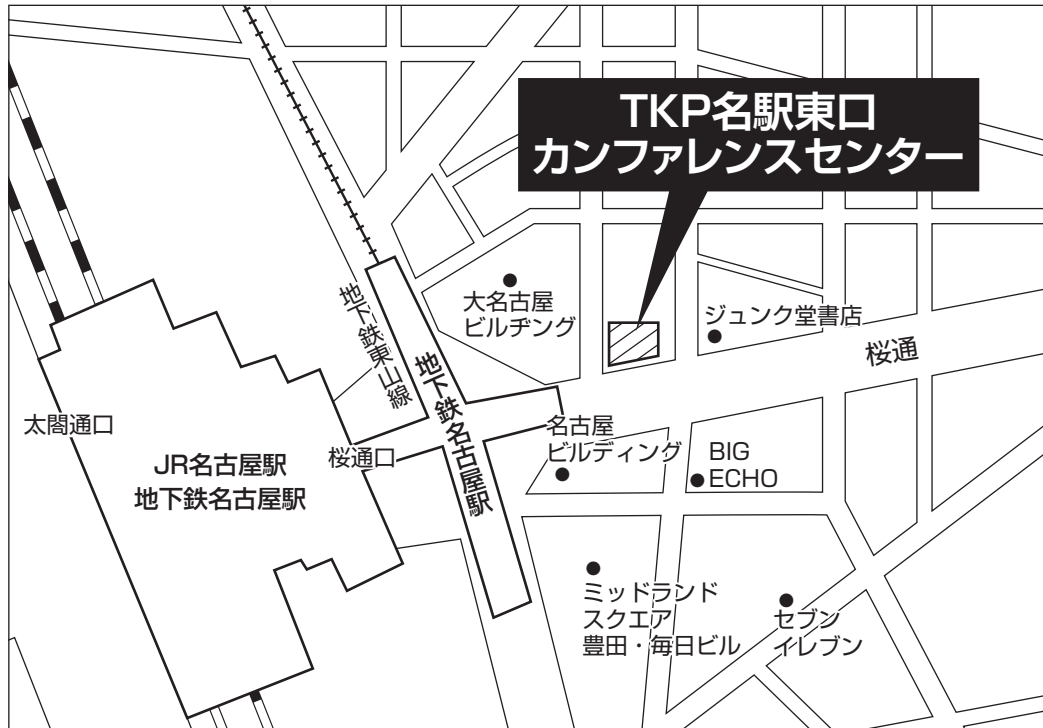 TKP名駅東口
カンファレンスセンター
大名古屋
ビルヂング
ジュンク堂書店
桜通
地下鉄東山線
地下鉄名古屋駅
太閤通口
桜通口
JR名古屋駅
地下鉄名古屋駅
名古屋
ビルディング
BIG
ECHO
ミッドランド
スクエア
豊田・毎日ビル
セブン
イレブン